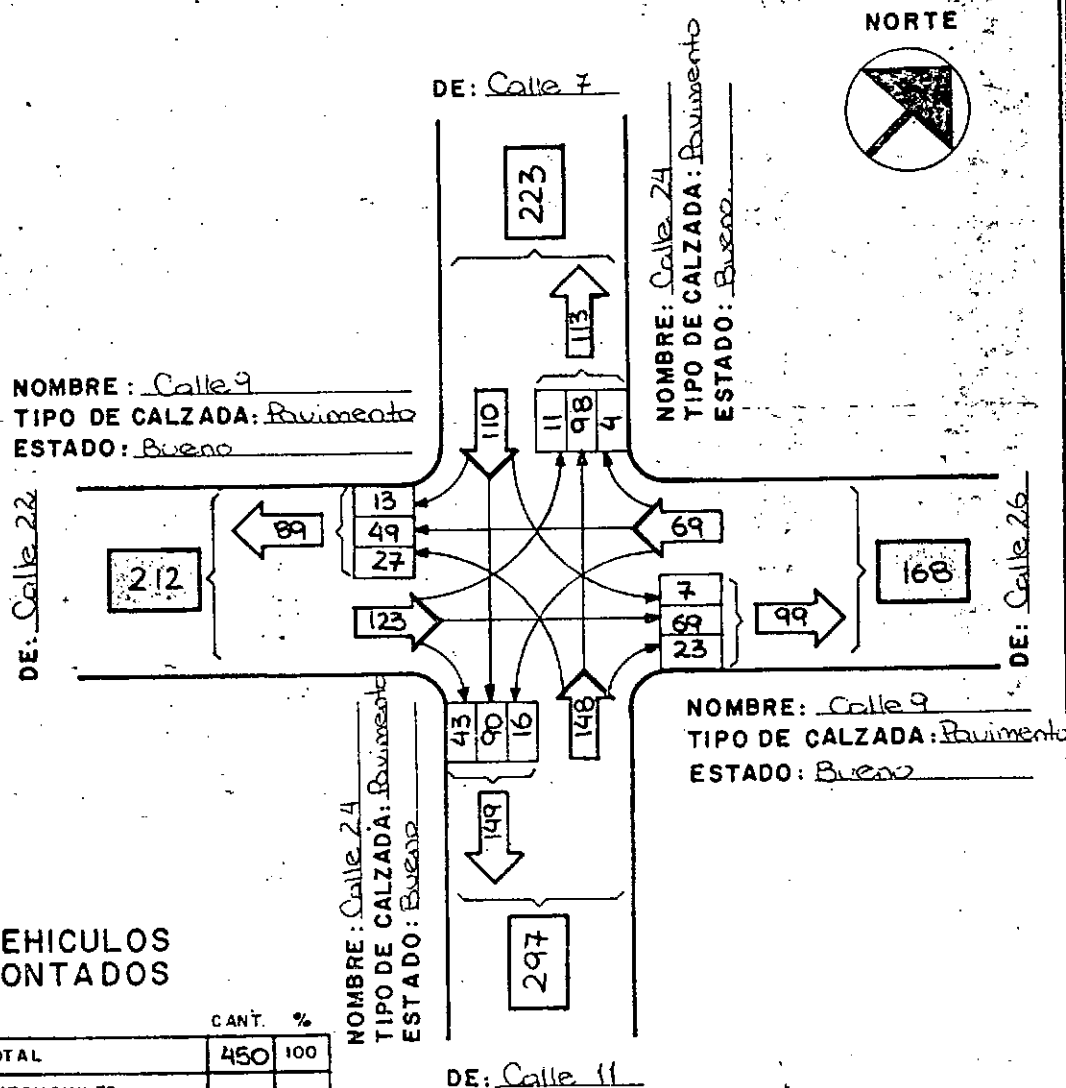 NORTE
DE: Calle 7
223
NOMBRE: Calle 24
TIPO DE CALZADA: Pavimento
ESTADO: Bueno
113
11 98 4
110
NOMBRE: Calle 9
TIPO DE CALZADA: Pavimento
ESTADO: Bueno
DE: Calle 22
212
89
13
49
27
69
123
7
69
23
99
168
DE: Calle 26
43 90 16
148
149
297
NOMBRE: Calle 9
TIPO DE CALZADA: Pavimento
ESTADO: Bueno
NOMBRE: Calle 24
TIPO DE CALZADA: Pavimento
ESTADO: Bueno
EHICULOS
ONTADOS
CANT. %
OTAL 450 100
DE: Calle 11